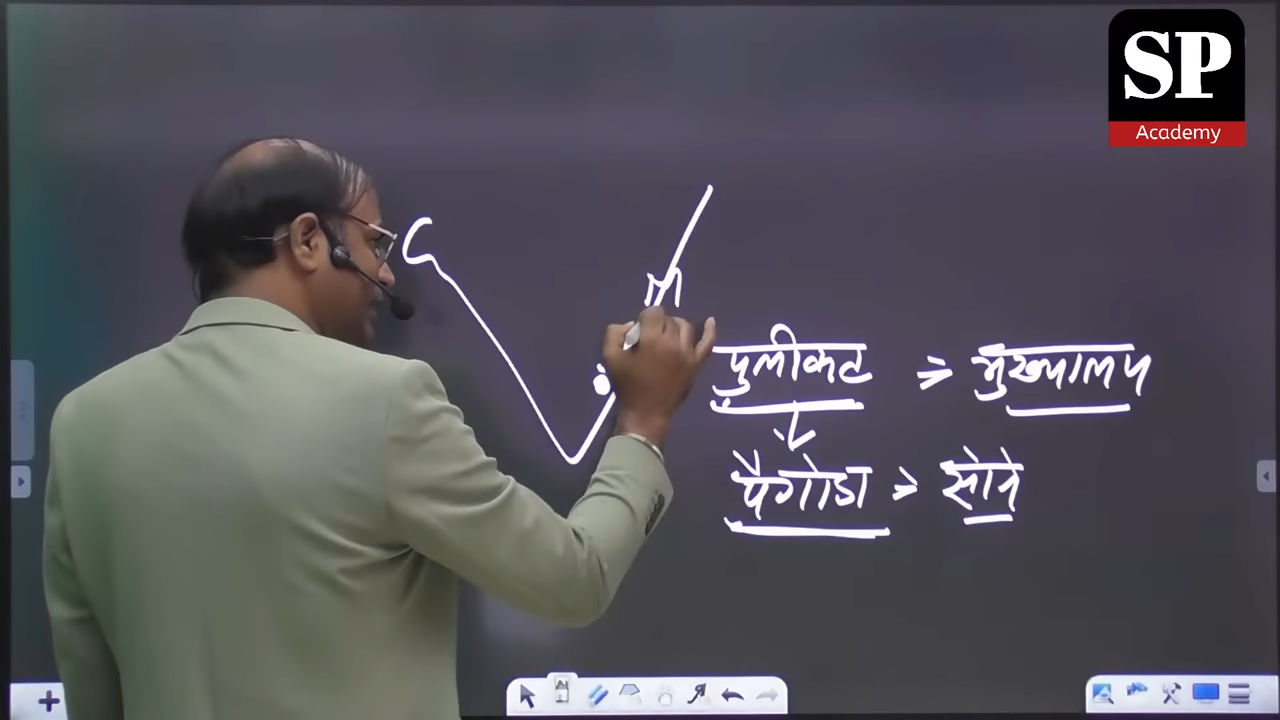 SP
Academy
पुलीकट => मुख्यालय
पैगोडा => सोने